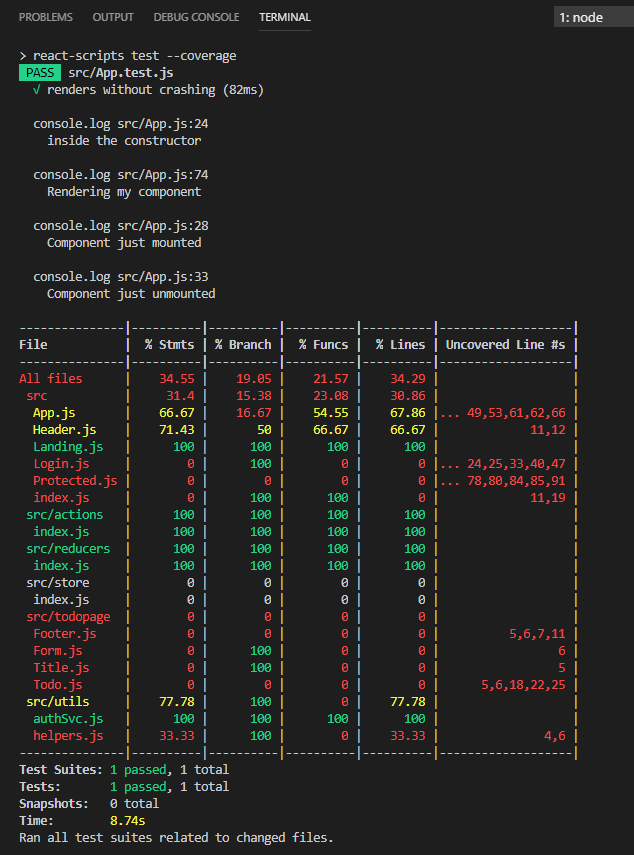 PROBLEMS OUTPUT DEBUG CONSOLE TERMINAL 1: node
> react-scripts test --coverage
PASS src/App.test.js
√ renders without crashing (82ms)
console.log src/App.js:24
inside the constructor
console.log src/App.js:74
Rendering my component
console.log src/App.js:28
Component just mounted
console.log src/App.js:33
Component just unmounted
---------------|----------|----------|----------|----------|-------------------|
File | % Stmts | % Branch | % Funcs | % Lines | Uncovered Line #s |
---------------|----------|----------|----------|----------|-------------------|
All files | 34.55 | 19.05 | 21.57 | 34.29 | |
src | 31.4 | 15.38 | 23.08 | 30.86 | |
App.js | 66.67 | 16.67 | 54.55 | 67.86 |... 49,53,61,62,66 |
Header.js | 71.43 | 50 | 66.67 | 66.67 | 11,12 |
Landing.js | 100 | 100 | 100 | 100 | |
Login.js | 0 | 100 | 0 | 0 |... 24,25,33,40,47 |
Protected.js | 0 | 0 | 0 | 0 |... 78,80,84,85,91 |
index.js | 0 | 100 | 100 | 0 | 11,19 |
src/actions | 100 | 100 | 100 | 100 | |
index.js | 100 | 100 | 100 | 100 | |
src/reducers | 100 | 100 | 100 | 100 | |
index.js | 100 | 100 | 100 | 100 | |
src/store | 0 | 0 | 0 | 0 | |
index.js | 0 | 0 | 0 | 0 | |
src/todopage | 0 | 0 | 0 | 0 | |
Footer.js | 0 | 0 | 0 | 0 | 5,6,7,11 |
Form.js | 0 | 100 | 0 | 0 | 6 |
Title.js | 0 | 100 | 0 | 0 | 5 |
Todo.js | 0 | 0 | 0 | 0 | 5,6,18,22,25 |
src/utils | 77.78 | 100 | 0 | 77.78 | |
authSvc.js | 100 | 100 | 100 | 100 | |
helpers.js | 33.33 | 100 | 0 | 33.33 | 4,6 |
---------------|----------|----------|----------|----------|-------------------|
Test Suites: 1 passed, 1 total
Tests: 1 passed, 1 total
Snapshots: 0 total
Time: 8.74s
Ran all test suites related to changed files.